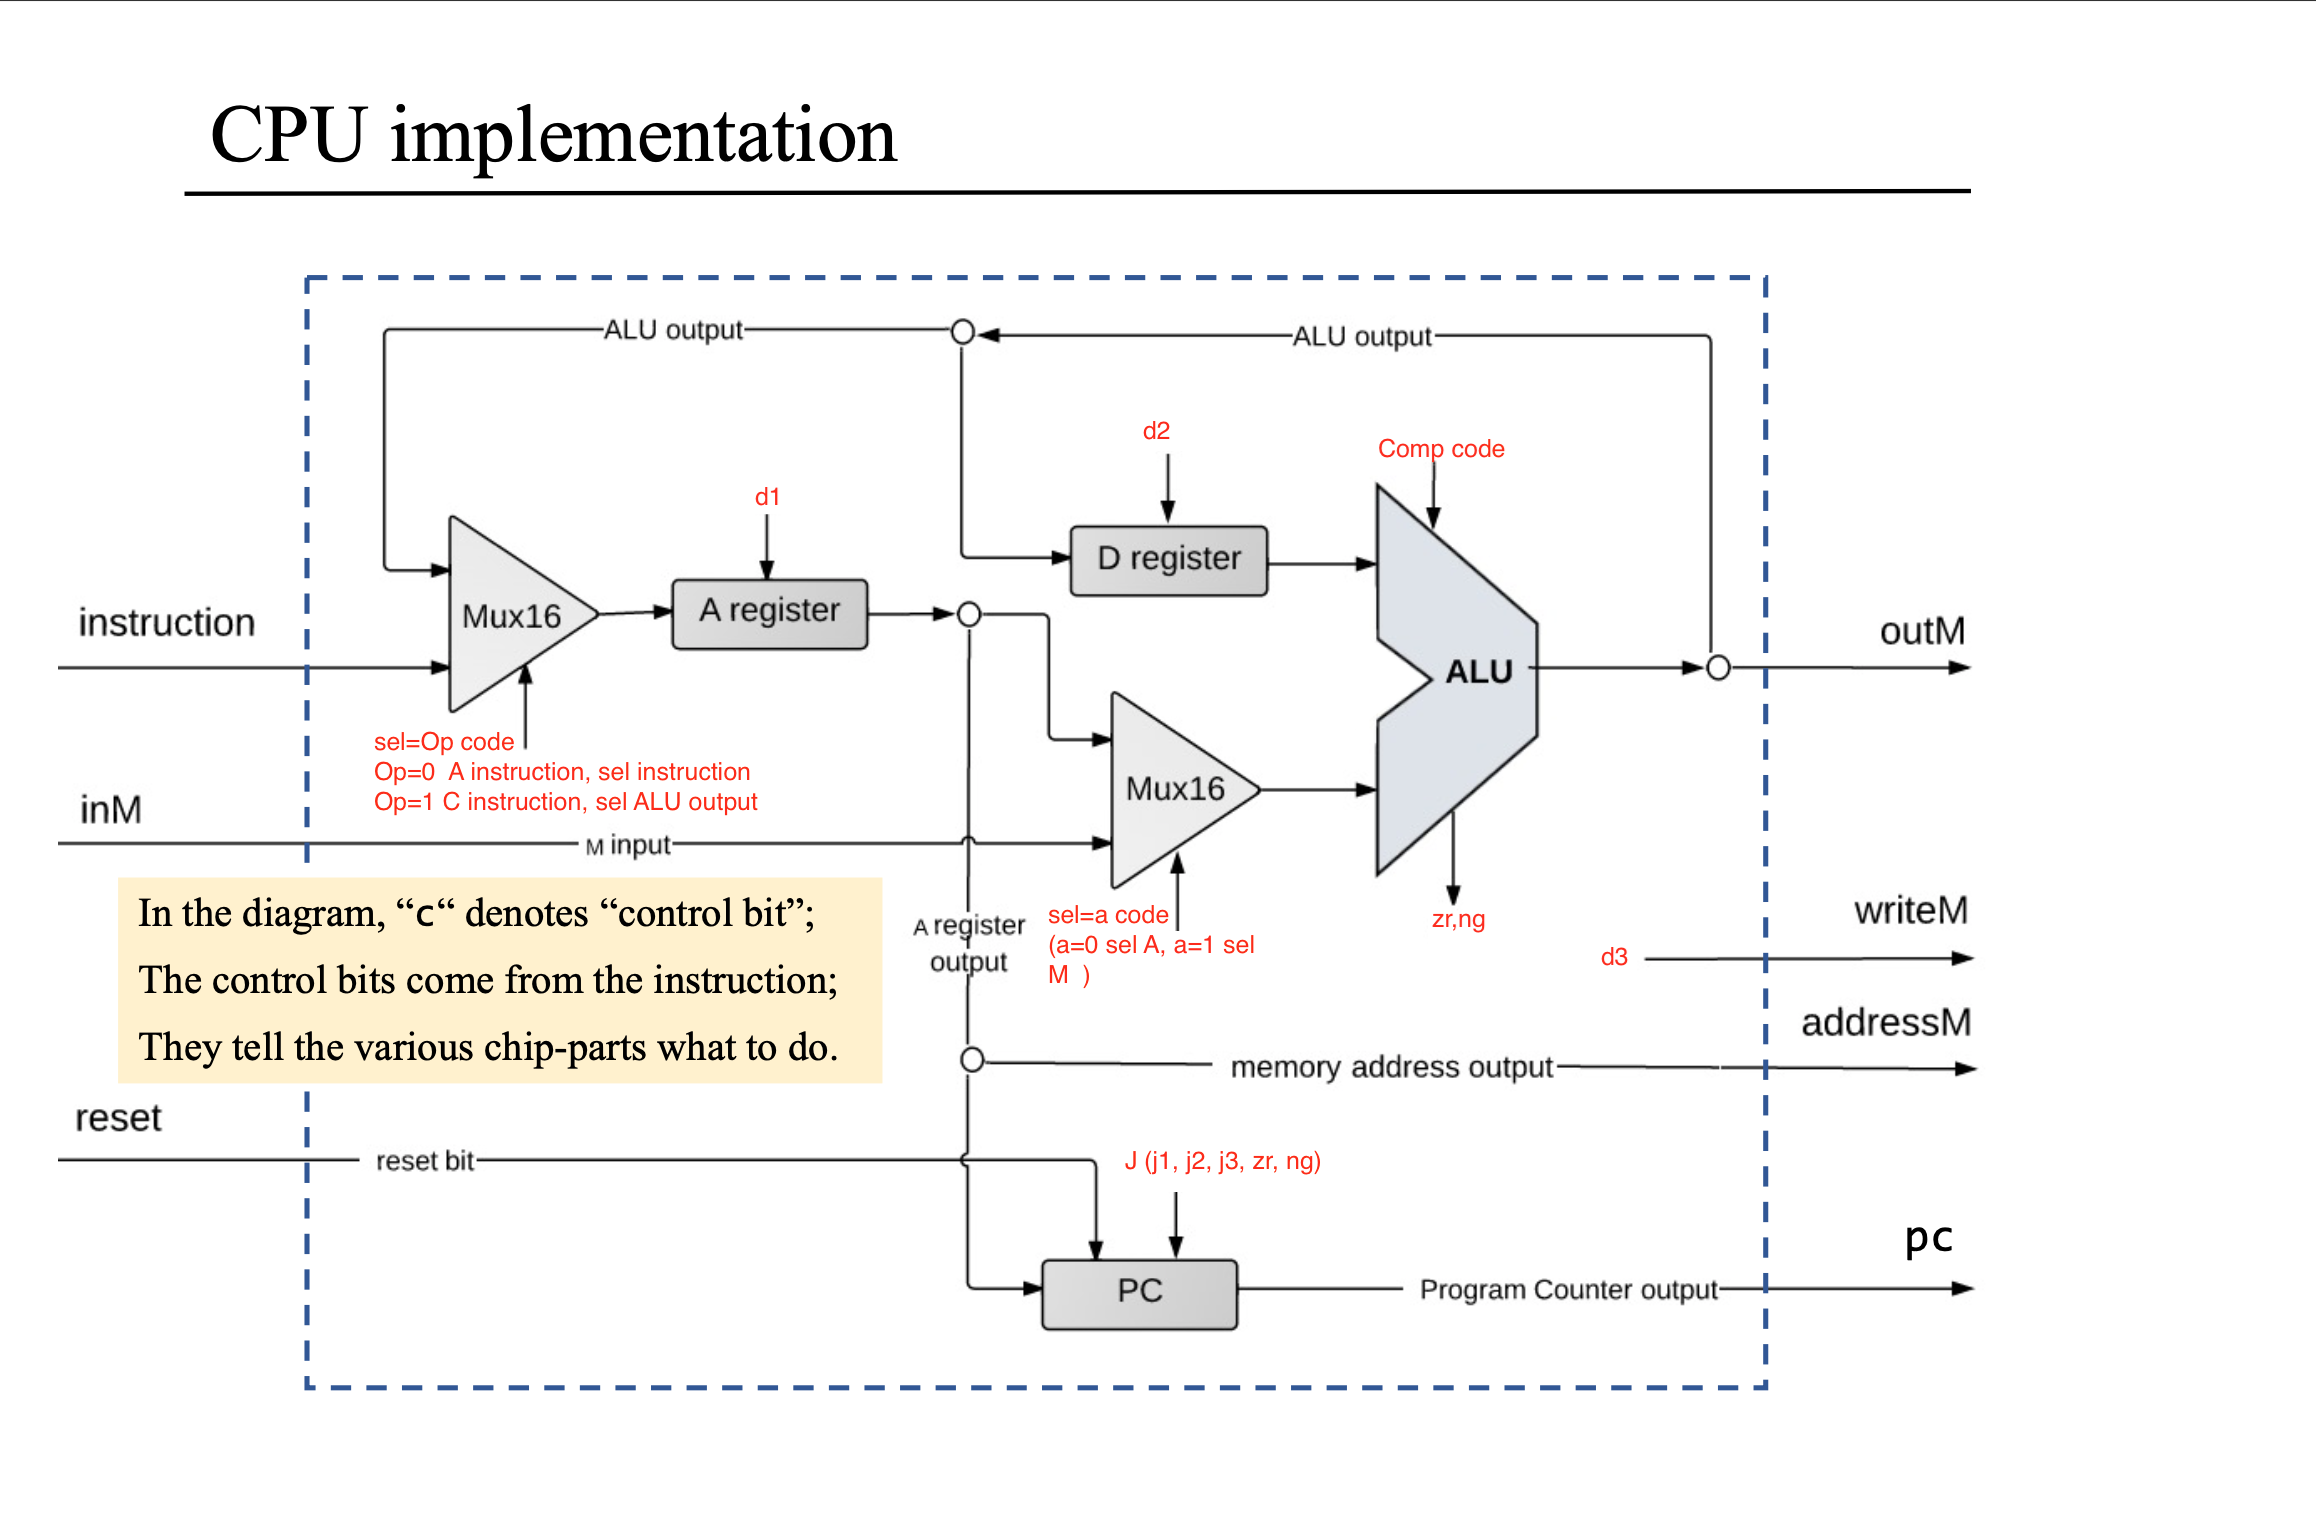 CPU implementation
ALU output
ALU output
d2
Comp code
d1
D register
A register
Mux16
instruction
outM
ALU
sel=Op code
Op=0  A instruction, sel instruction
Op=1 C instruction, sel ALU output
Mux16
inM
M input
In the diagram, “c“ denotes “control bit”;
The control bits come from the instruction;
They tell the various chip-parts what to do.
A register
output
sel=a code
(a=0 sel A, a=1 sel
M  )
zr,ng
writeM
d3
addressM
memory address output
reset
reset bit
J (j1, j2, j3, zr, ng)
pc
PC
Program Counter output